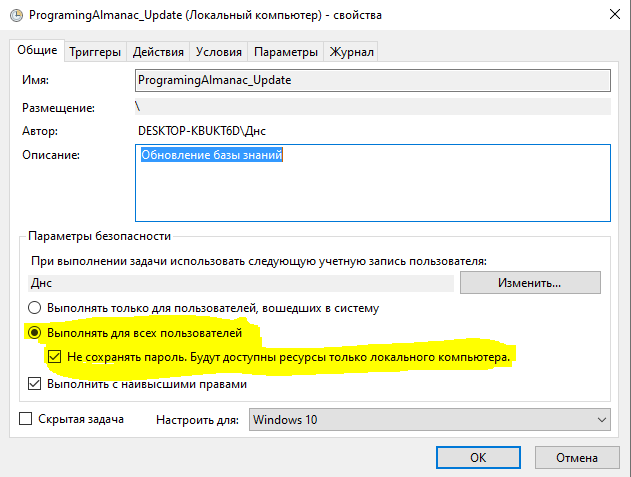 ProgramingAlmanac_Update (Локальный компьютер) - свойства
Общие Триггеры Действия Условия Параметры Журнал
Имя: ProgramingAlmanac_Update
Размещение: \
Автор: DESKTOP-KBUKT6D\Днс
Описание: Обновление базы знаний
Параметры безопасности
При выполнении задачи использовать следующую учетную запись пользователя:
Днс Изменить...
Выполнять только для пользователей, вошедших в систему
Выполнять для всех пользователей
Не сохранять пароль. Будут доступны ресурсы только локального компьютера.
Выполнить с наивысшими правами
Скрытая задача Настроить для: Windows 10
OK Отмена